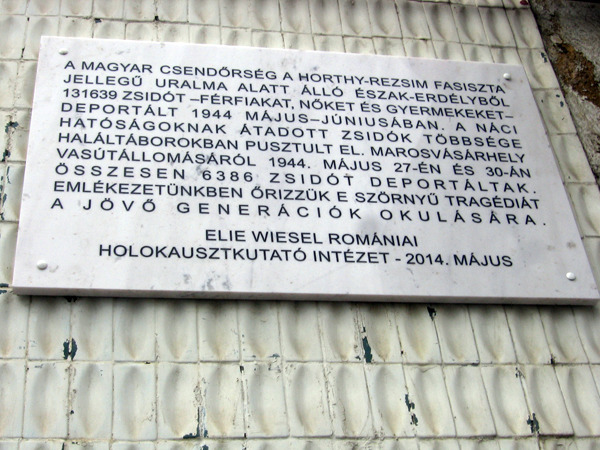 A MAGYAR CSENDŐRSÉG A HORTHY-REZSIM FASISZTA
JELLEGŰ URALMA ALATT ÁLLÓ ÉSZAK-ERDÉLYBŐL
131639 ZSIDÓT –FÉRFIAKAT, NŐKET ÉS GYERMEKEKET–
DEPORTÁLT 1944 MÁJUS–JÚNIUSÁBAN. A NÁCI
HATÓSÁGOKNAK ÁTADOTT ZSIDÓK TÖBBSÉGE
HALÁLTÁBOROKBAN PUSZTULT EL. MAROSVÁSÁRHELY
VASÚTÁLLOMÁSÁRÓL 1944. MÁJUS 27-ÉN ÉS 30-ÁN
ÖSSZESEN 6386 ZSIDÓT DEPORTÁLTAK.
EMLÉKEZETÜNKBEN ŐRIZZÜK E SZÖRNYŰ TRAGÉDIÁT
A JÖVŐ GENERÁCIÓK OKULÁSÁRA.
ELIE WIESEL ROMÁNIAI
HOLOKAUSZTKUTATÓ INTÉZET - 2014. MÁJUS